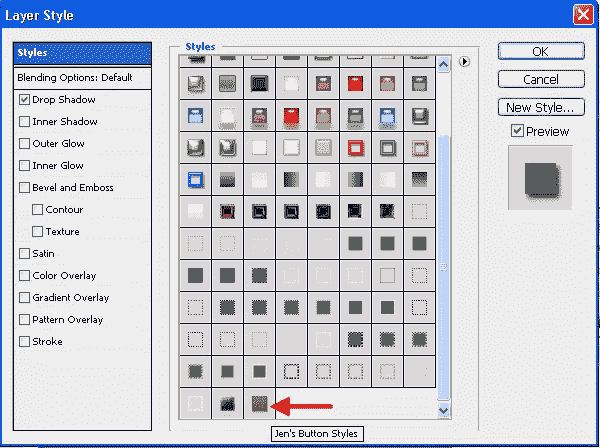 Layer Style
Styles
Blending Options: Default
Drop Shadow
Inner Shadow
Outer Glow
Inner Glow
Bevel and Emboss
Contour
Texture
Satin
Color Overlay
Gradient Overlay
Pattern Overlay
Stroke
Styles
Jen's Button Styles
OK
Cancel
New Style...
Preview